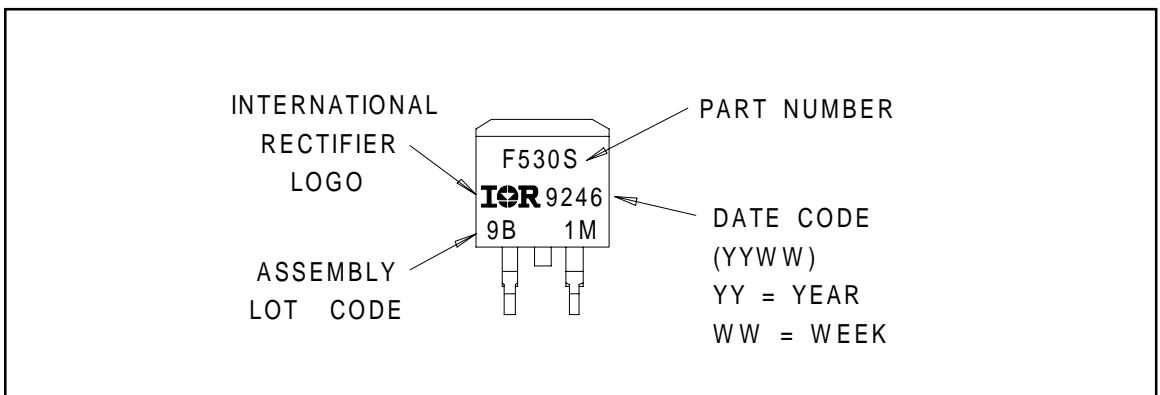 INTERNATIONAL
RECTIFIER
LOGO
ASSEMBLY
LOT CODE
F530S
IOR 9246
9B 1M
PART NUMBER
DATE CODE
(YYWW)
YY = YEAR
WW = WEEK